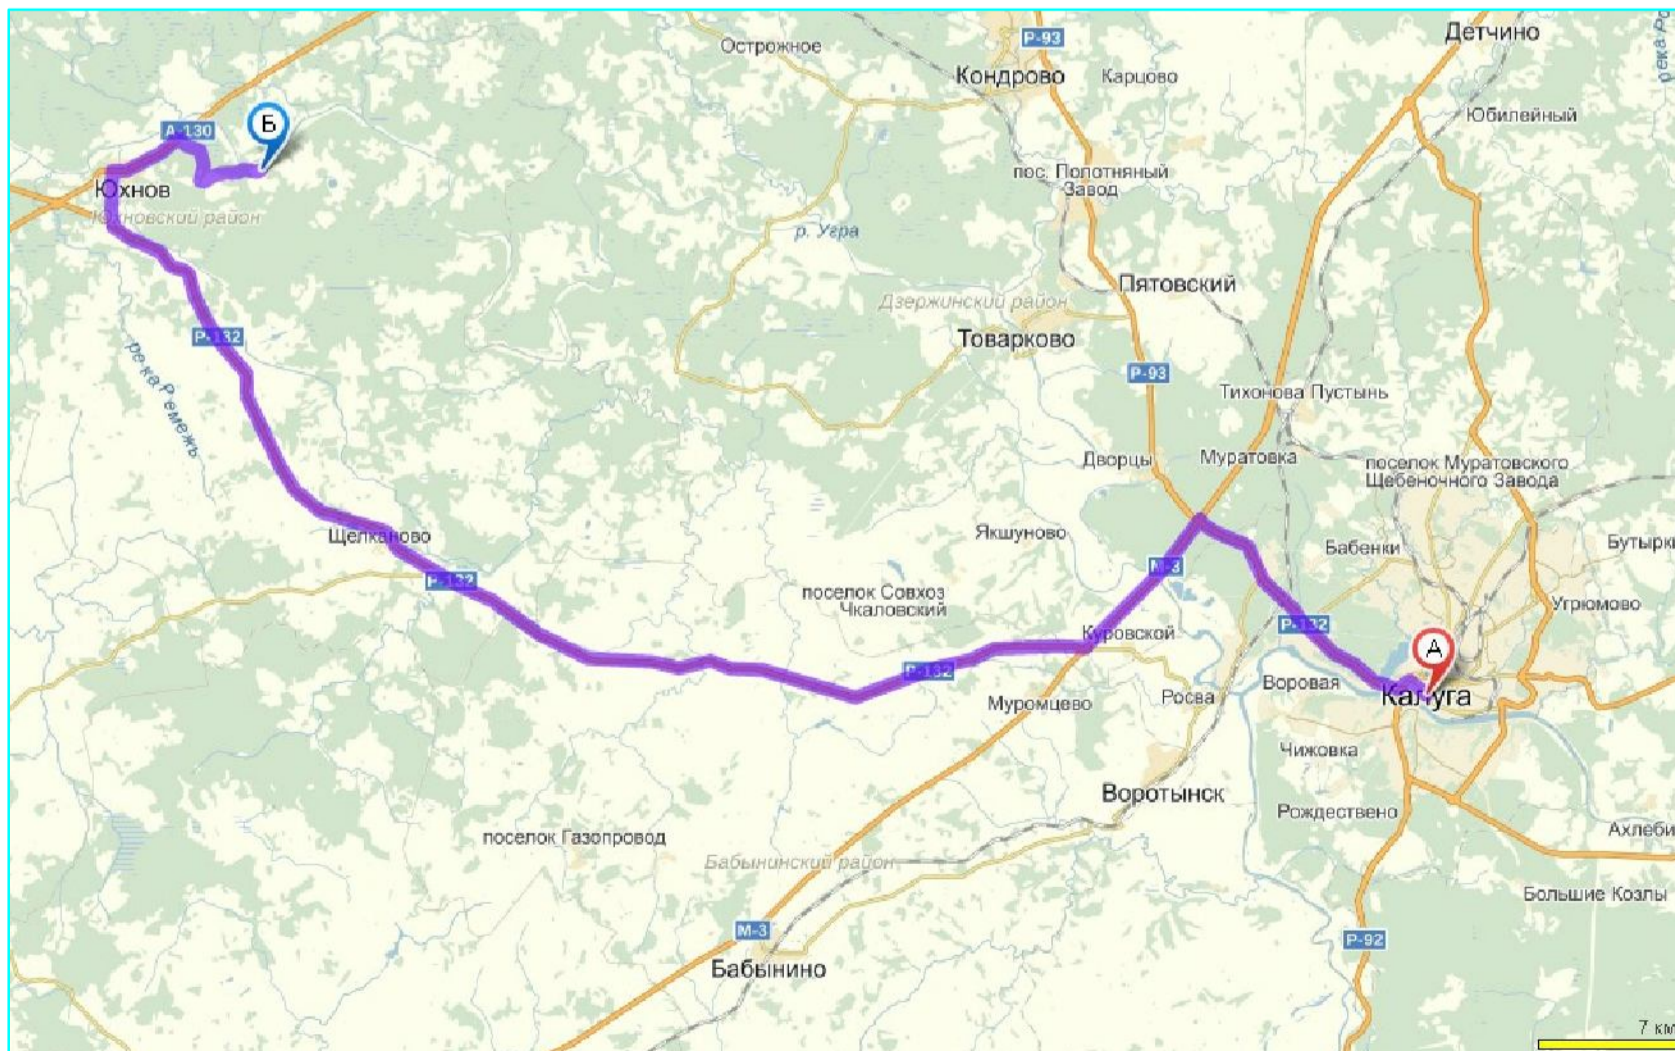 Детчино
Р-93
Острожное
Кондрово
Карцово
Юбилейный
Б
А-130
пос. Полотняный
Завод
Юхнов
Юхновский район
р. Угра
Пятовский
Дзержинский район
Товарково
Р-132
река Ремежь
Р-93
Тихонова Пустынь
Дворцы
Муратовка
поселок Муратовского
Щебеночного Завода
Щелканово
Якшуново
Бабенки
Бутырки
М-3
Р-132
поселок Совхоз
Чкаловский
Угрюмово
Куровской
Р-132
А
Р-132
Воровая
Росва
Калуга
Муромцево
Чижовка
Воротынск
Рождествено
поселок Газопровод
Ахлеби
Бабынинский район
Большие Козлы
М-3
Р-92
Бабынино
7 км